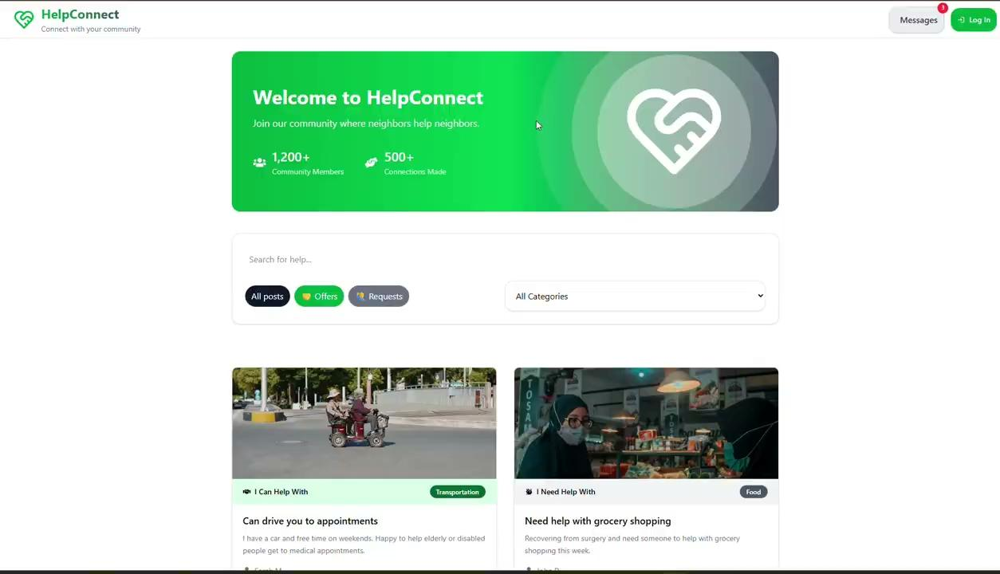 HelpConnect
Connect with your community
Messages
3
Log In
Welcome to HelpConnect
Join our community where neighbors help neighbors.
1,200+
Community Members
500+
Connections Made
Search for help...
All posts
Offers
Requests
All Categories
TOSA
I Can Help With
Transportation
I Need Help With
Food
Can drive you to appointments
I have a car and free time on weekends. Happy to help elderly or disabled
people get to medical appointments.
Need help with grocery shopping
Recovering from surgery and need someone to help with grocery
shopping this week.